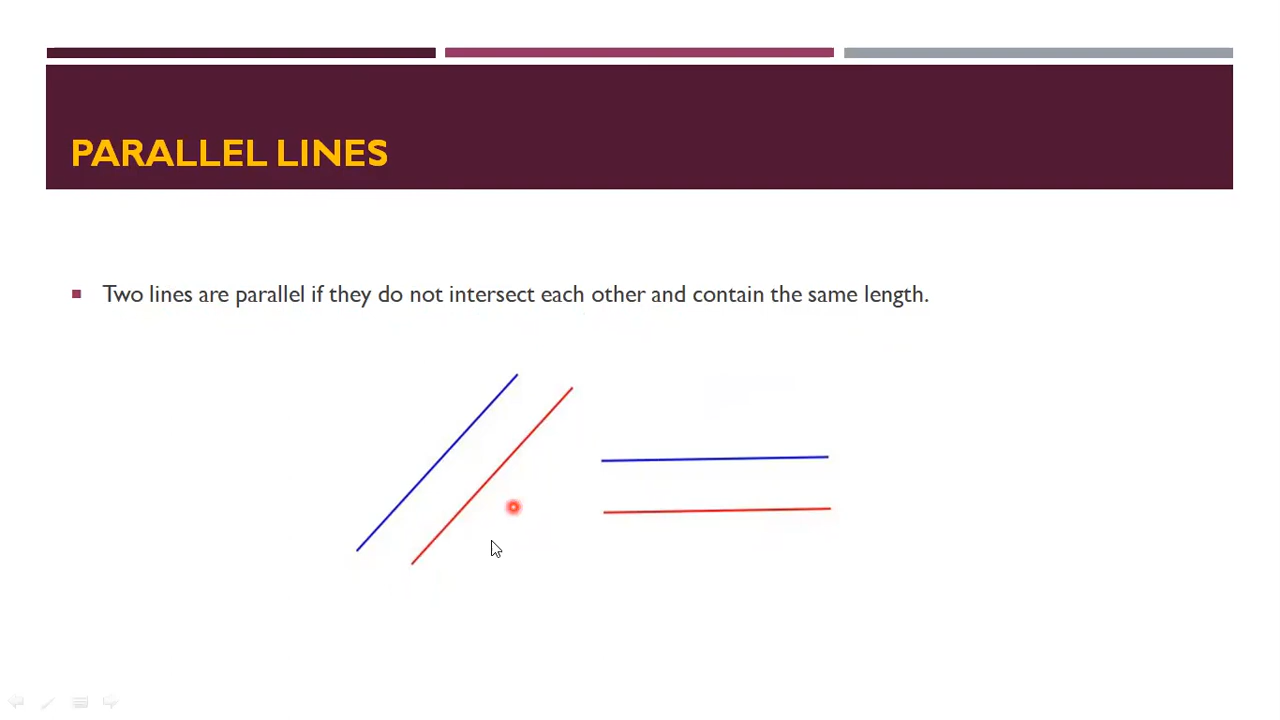 PARALLEL LINES
Two lines are parallel if they do not intersect each other and contain the same length.